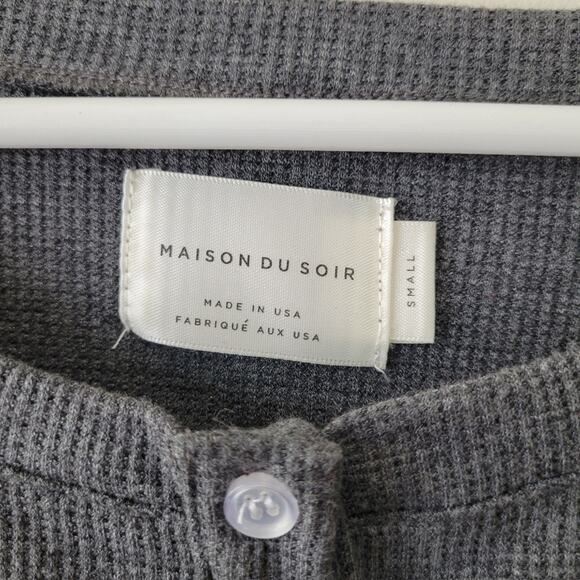 MAISON DU SOIR
MADE IN USA
FABRIQUÉ AUX USA
SMALL